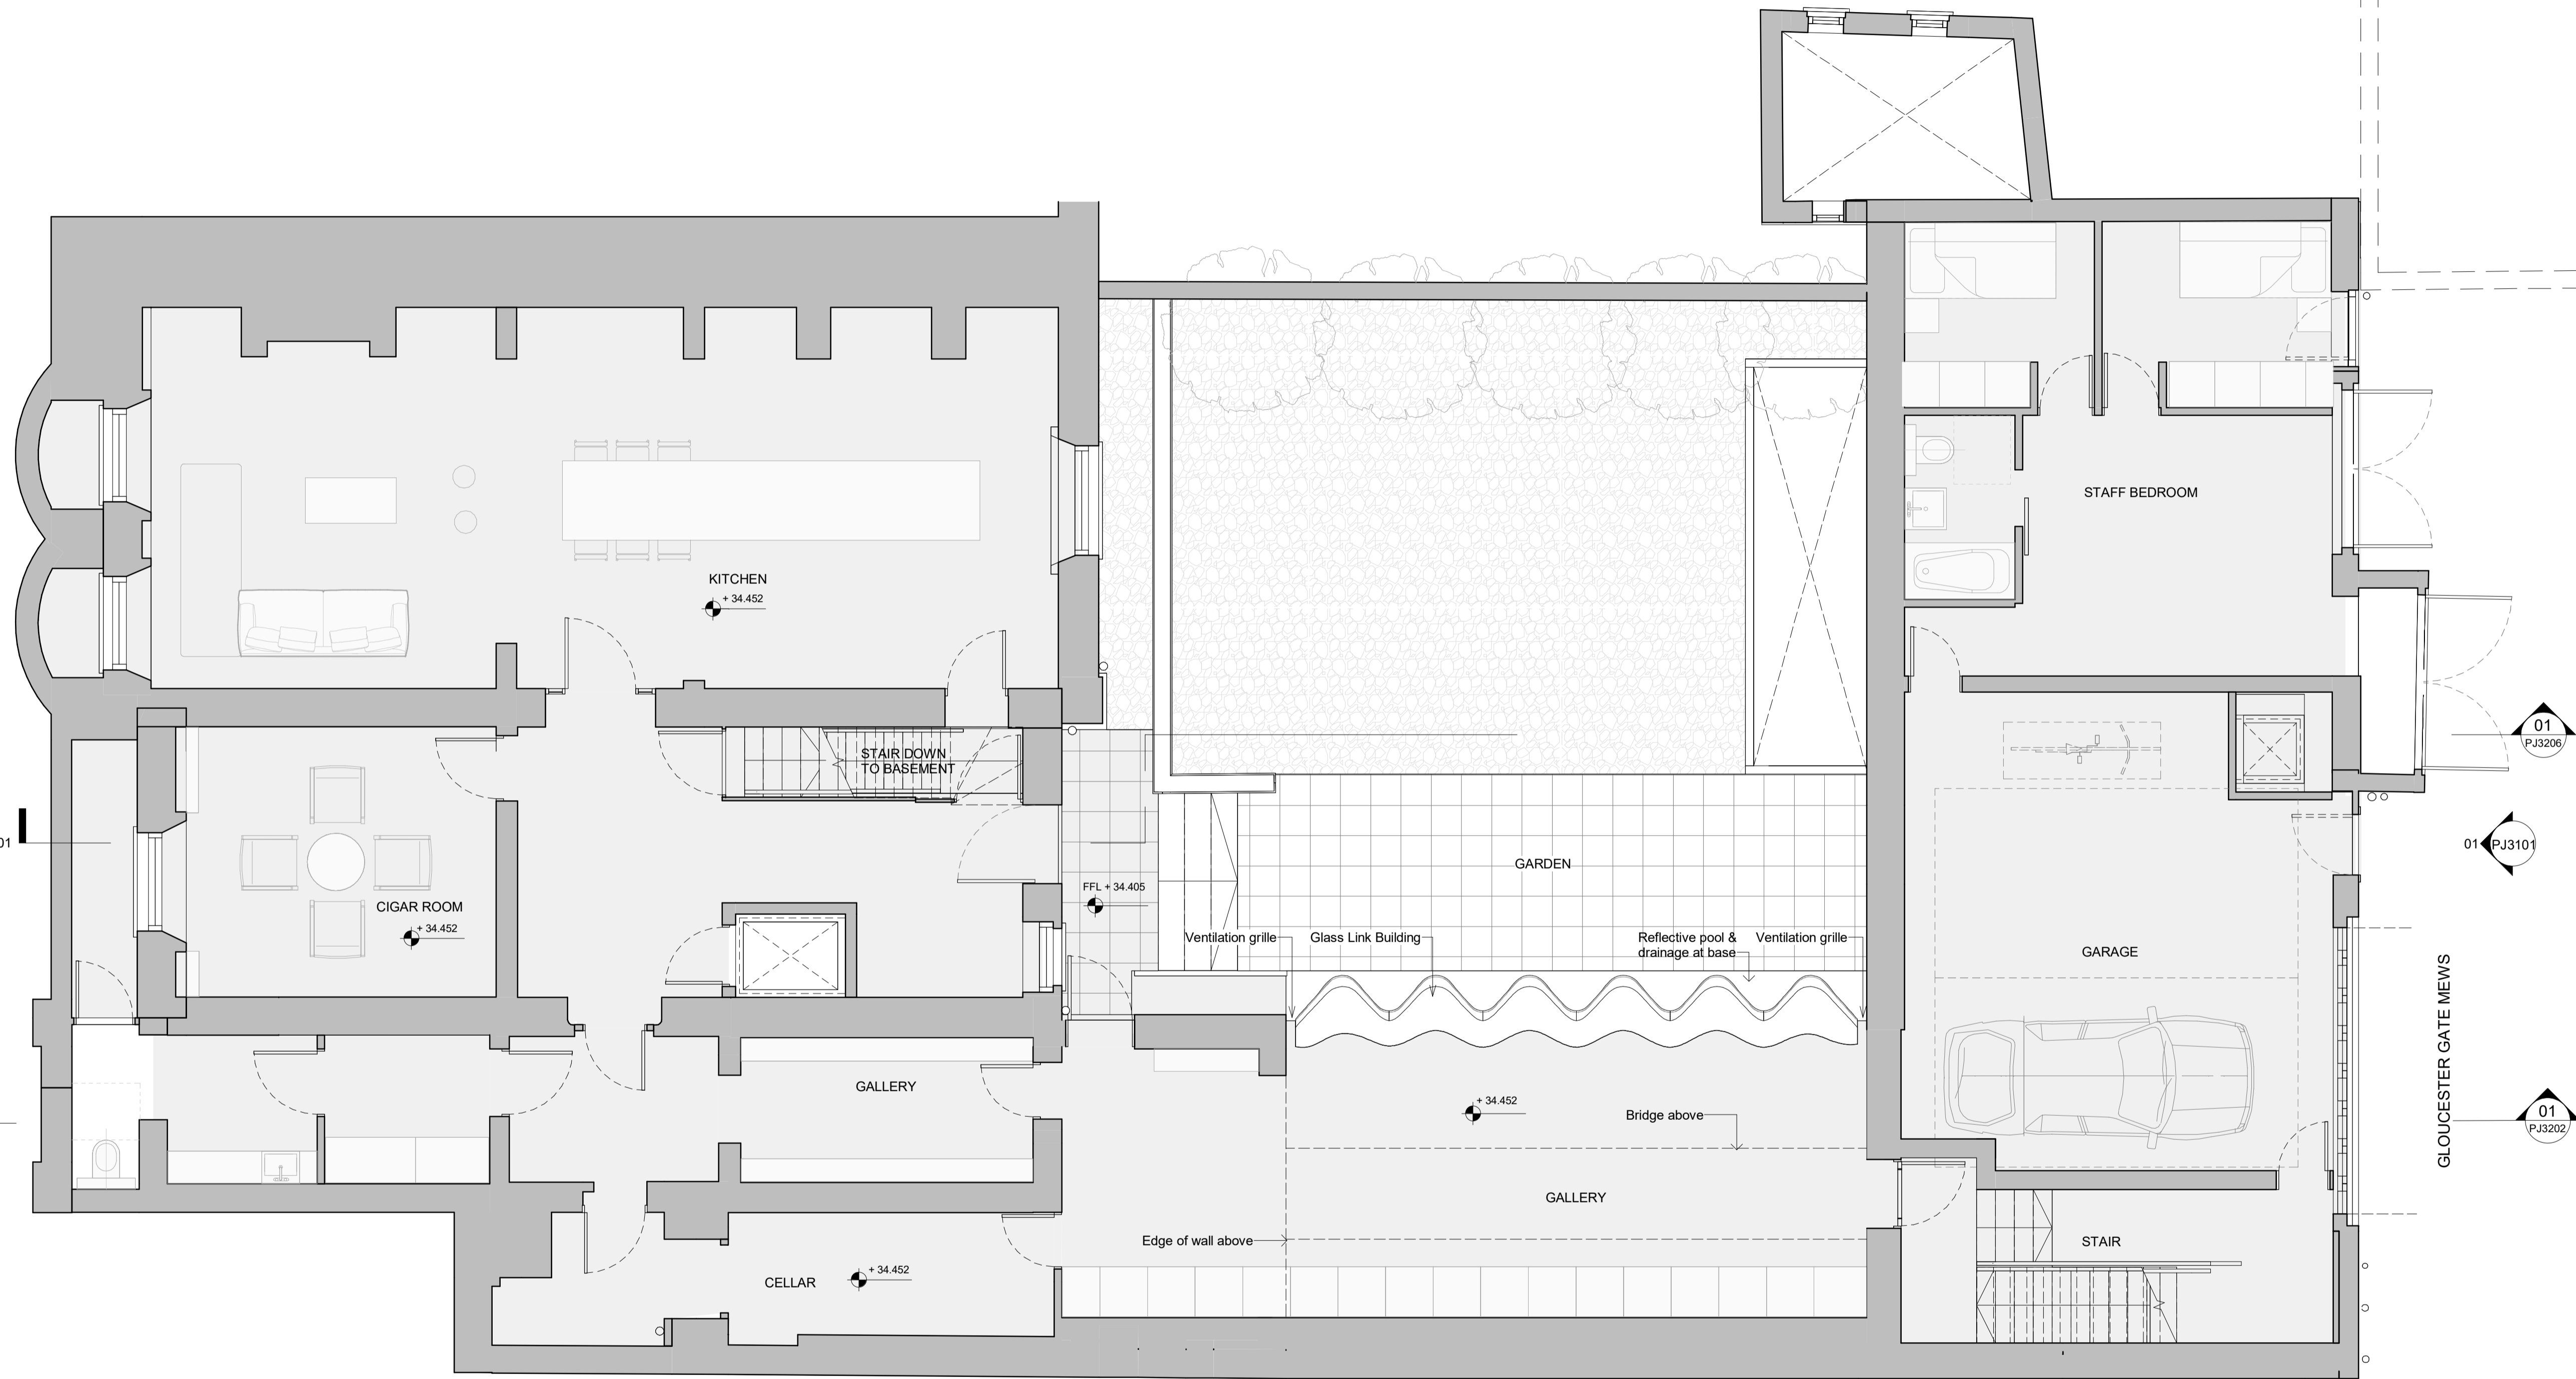 STAFF BEDROOM
KITCHEN
+ 34.452
01
PJ3206
STAIR DOWN
TO BASEMENT
01
01
PJ3101
GARDEN
FFL + 34.405
CIGAR ROOM
+ 34.452
Ventilation grille
Glass Link Building
Reflective pool &
drainage at base
Ventilation grille
GARAGE
GLOUCESTER GATE MEWS
GALLERY
+ 34.452
Bridge above
01
PJ3202
GALLERY
Edge of wall above
STAIR
CELLAR
+ 34.452